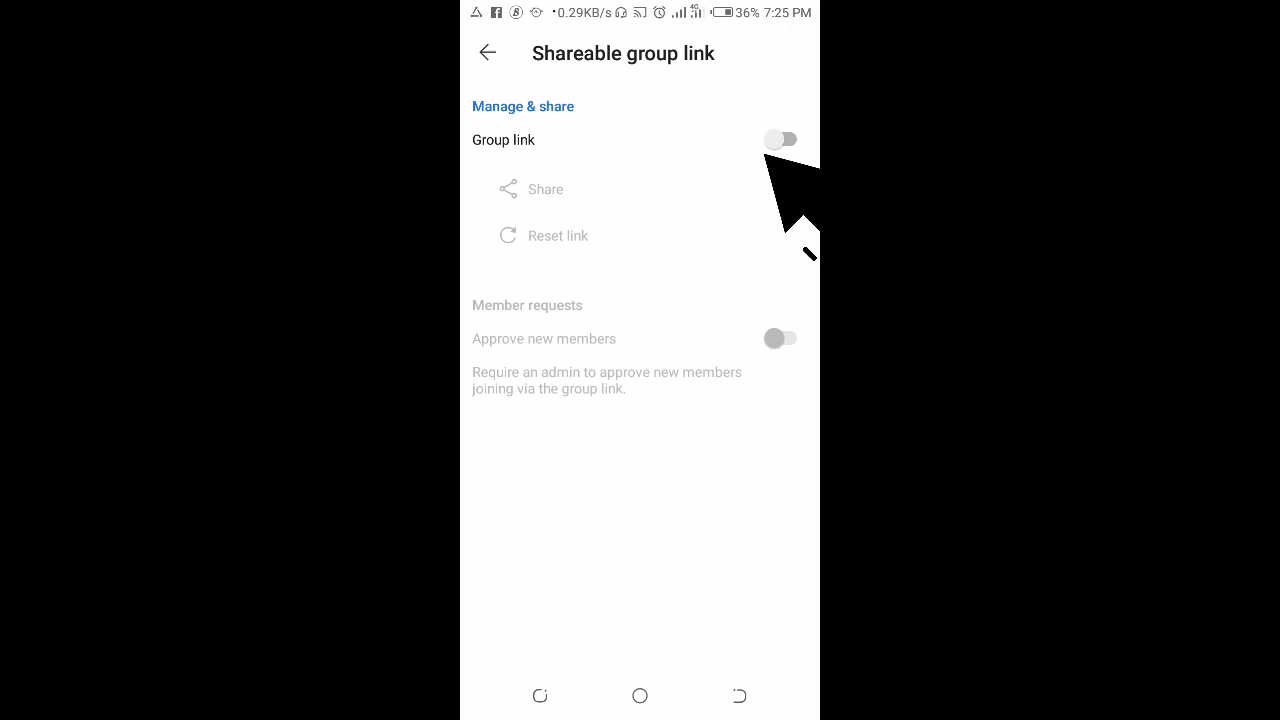 0.29KB/s 4G 36% 7:25 PM
Shareable group link
Manage & share
Group link
Share
Reset link
Member requests
Approve new members
Require an admin to approve new members
joining via the group link.